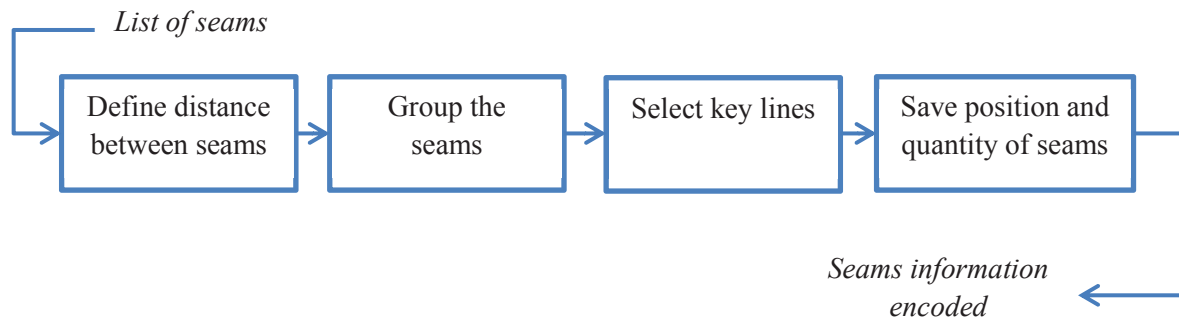 List of seams
Define distance
between seams
Group the
seams
Select key lines
Save position and
quantity of seams
Seams information
encoded